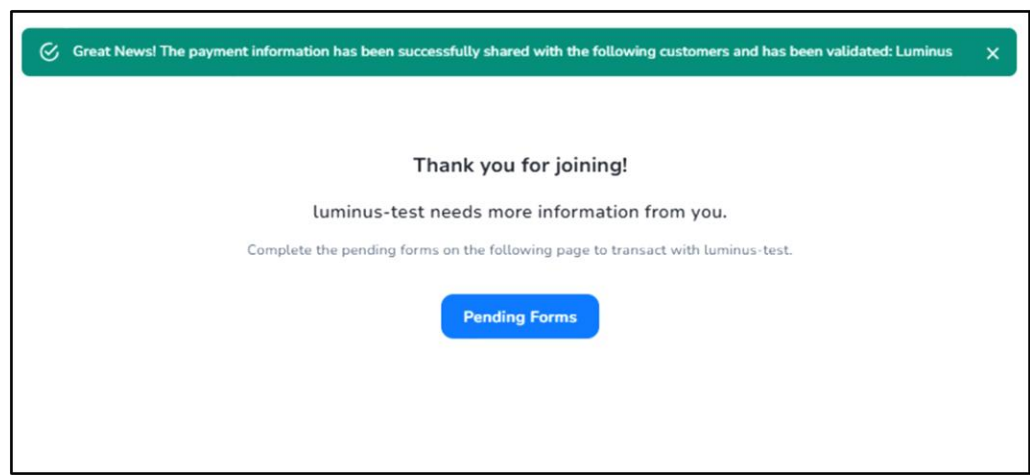 Great News! The payment information has been successfully shared with the following customers and has been validated: Luminus
Thank you for joining!
luminus-test needs more information from you.
Complete the pending forms on the following page to transact with luminus-test.
Pending Forms